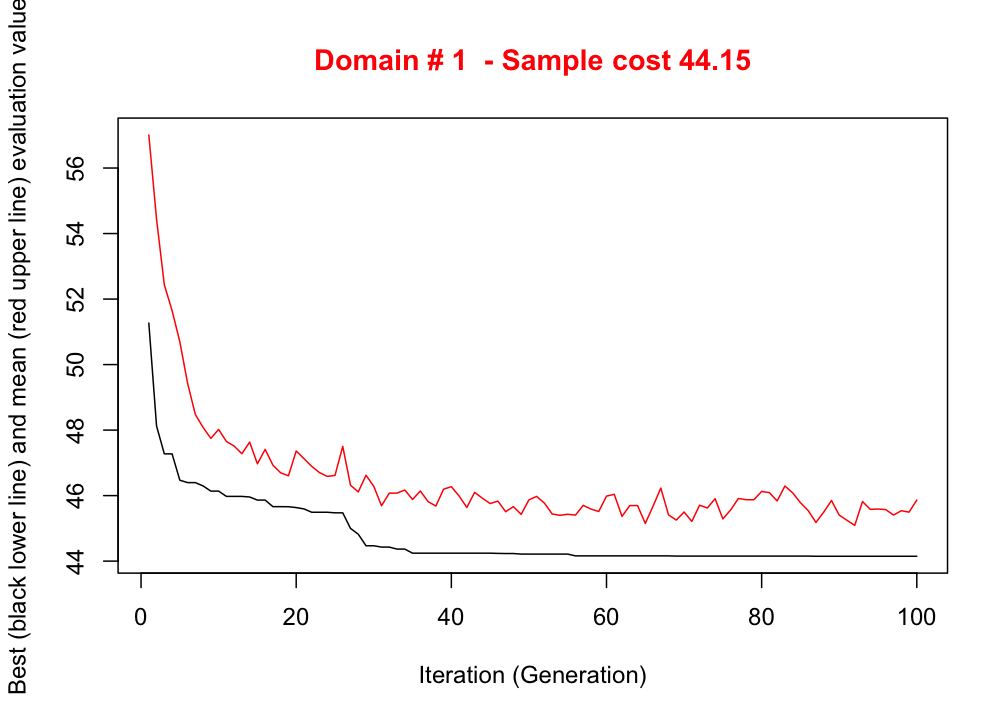 Domain # 1  - Sample cost 44.15
Best (black lower line) and mean (red upper line) evaluation value
56
54
52
50
48
46
44
0 20 40 60 80 100
Iteration (Generation)